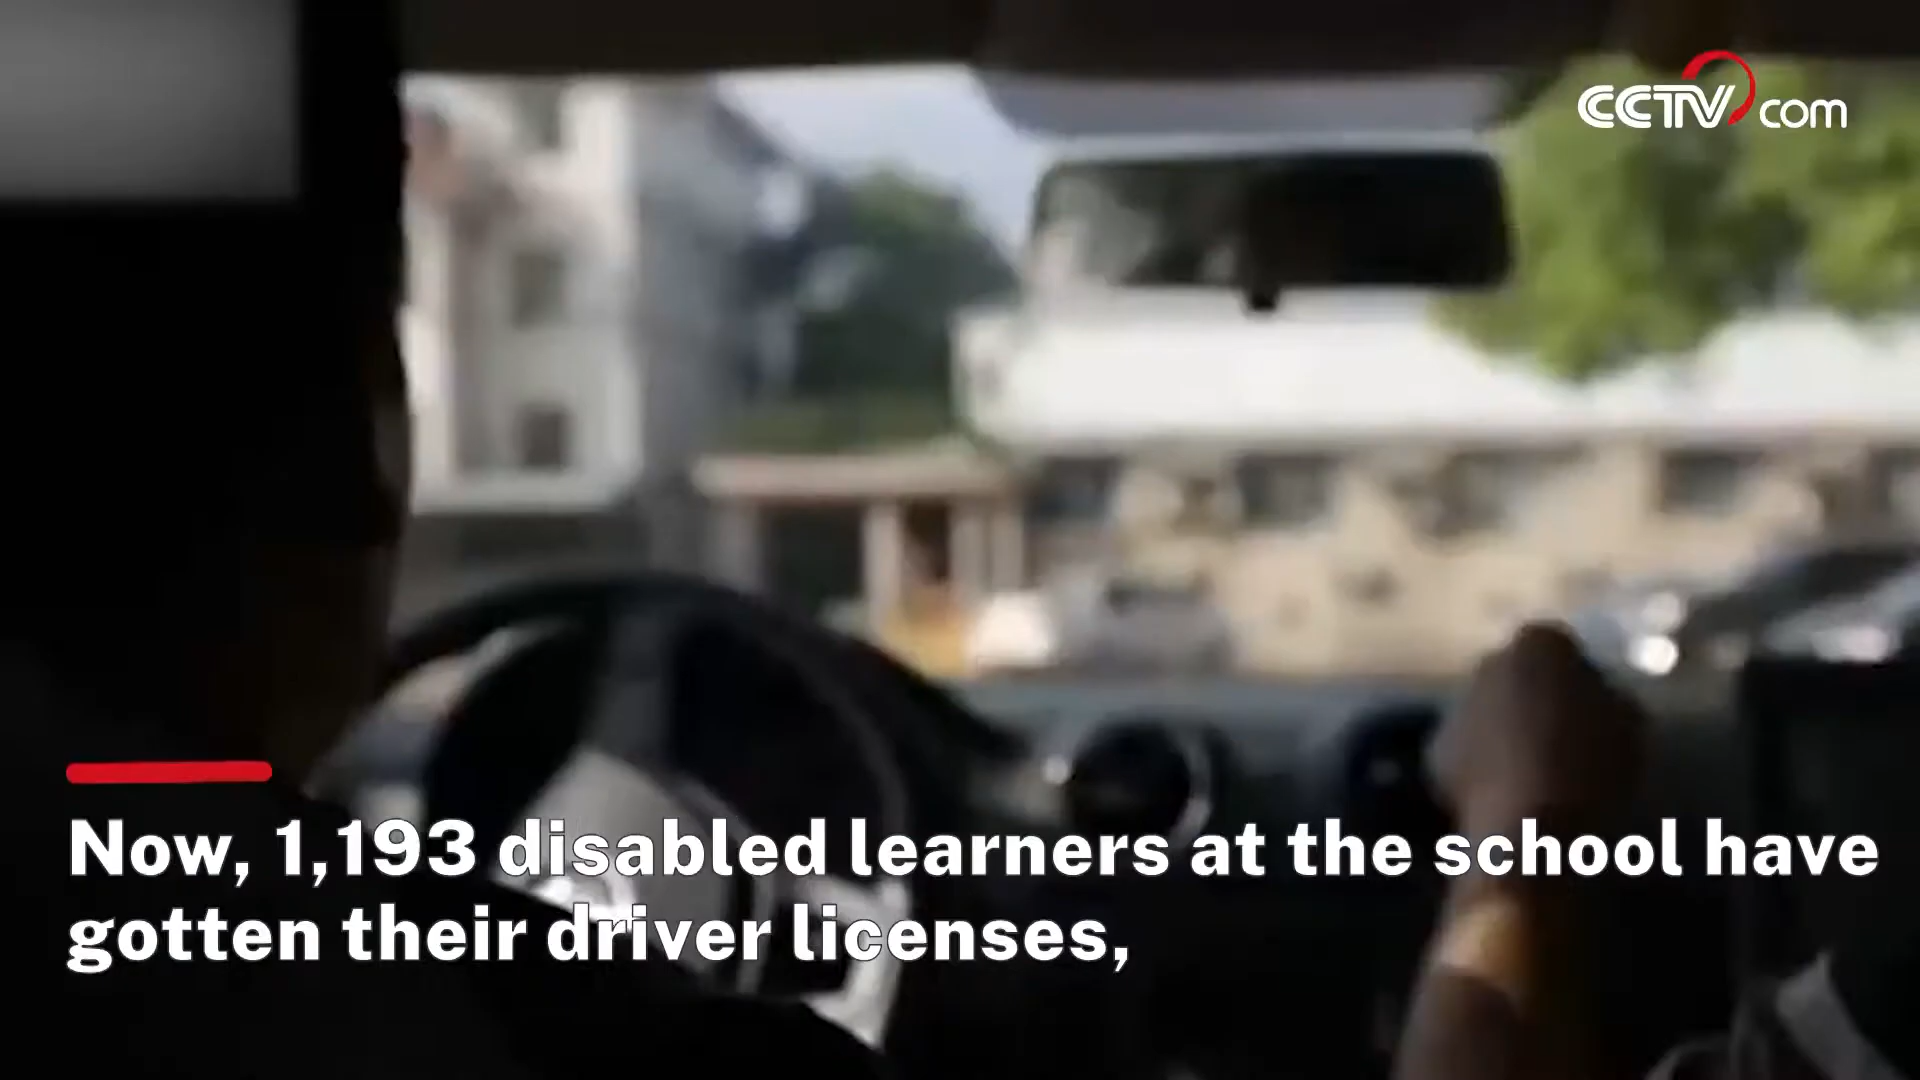 CCTV.com
Now, 1,193 disabled learners at the school have
gotten their driver licenses,